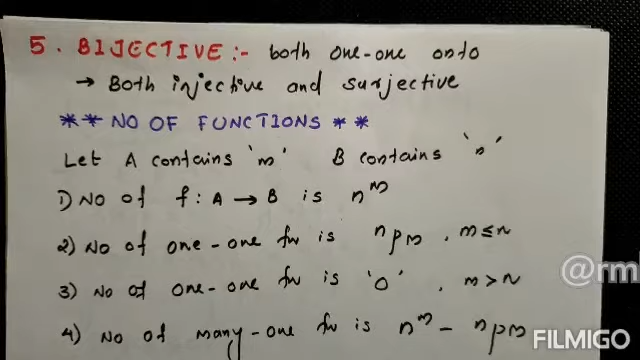 5. BIJECTIVE :- both one-one onto
→ Both injective and surjective
** NO OF FUNCTIONS **
Let A contains 'm' B contains 'n'
1) No of f : A → B is n^m
2) No of one-one fn is nPm, m≤n
3) No of one-one fn is '0', m>n
@rm
4) No of many-one fn is n^m - nPm
FILMIGO